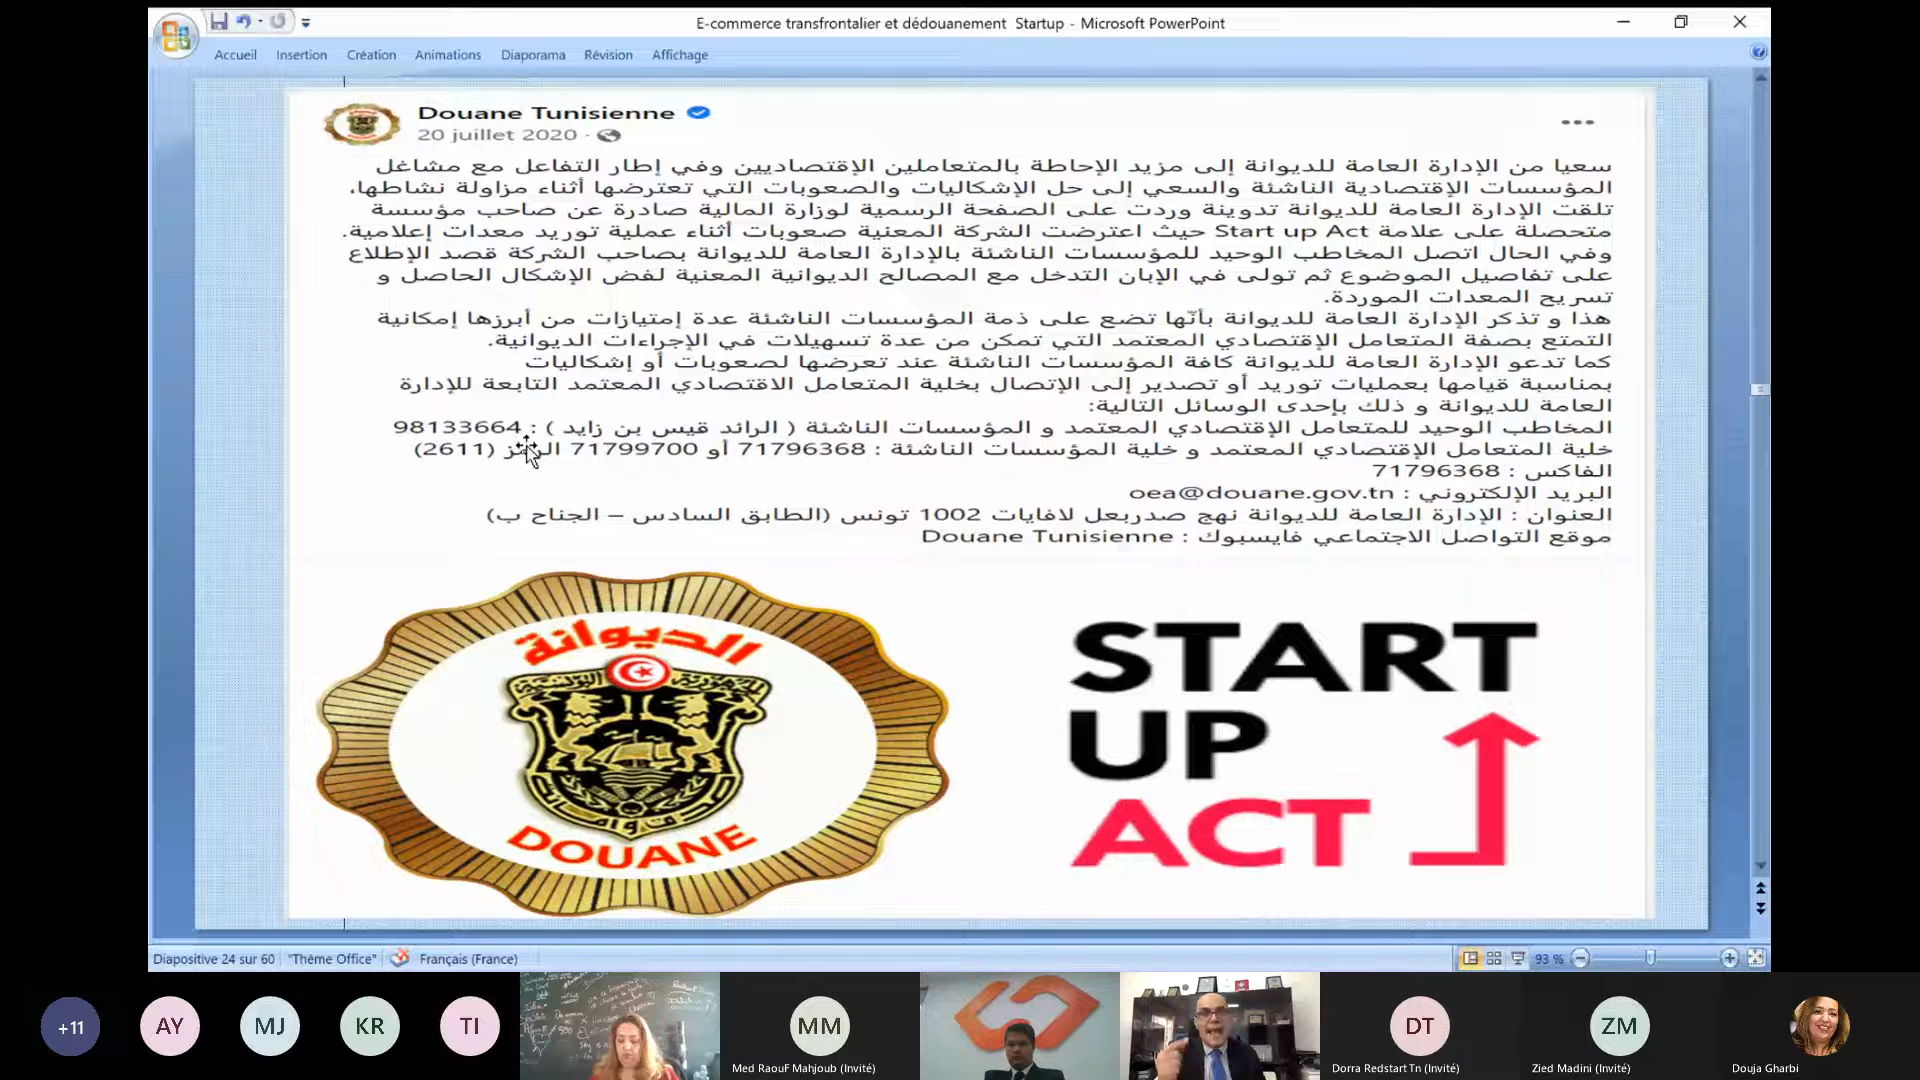 E-commerce transfrontalier et dédouanement Startup - Microsoft PowerPoint
Accueil Insertion Création Animations Diaporama Révision Affichage
Douane Tunisienne
20 juillet 2020
سعيا من الإدارة العامة للديوانة إلى مزيد الإحاطة بالمتعاملين الإقتصاديين وفي إطار التفاعل مع مشاغل
المؤسسات الإقتصادية الناشئة والسعي إلى حل الإشكاليات والصعوبات التي تعترضها أثناء مزاولة نشاطها،
تلقت الإدارة العامة للديوانة تدوينة وردت على الصفحة الرسمية لوزارة المالية صادرة عن صاحب مؤسسة
متحصلة على علامة Start up Act حيث اعترضت الشركة المعنية صعوبات أثناء عملية توريد معدات إعلامية.
وفي الحال اتصل المخاطب الوحيد للمؤسسات الناشئة بالإدارة العامة للديوانة بصاحب الشركة قصد الإطلاع
على تفاصيل الموضوع ثم تولى في الإبان التدخل مع المصالح الديوانية المعنية لفض الإشكال الحاصل و
تسريح المعدات الموردة.
هذا و تذكر الإدارة العامة للديوانة بأنّها تضع على ذمة المؤسسات الناشئة عدة إمتيازات من أبرزها إمكانية
التمتع بصفة المتعامل الإقتصادي المعتمد التي تمكن من عدة تسهيلات في الإجراءات الديوانية.
كما تدعو الإدارة العامة للديوانة كافة المؤسسات الناشئة عند تعرضها لصعوبات أو إشكاليات
بمناسبة قيامها بعمليات توريد أو تصدير إلى الإتصال بخلية المتعامل الاقتصادي المعتمد التابعة للإدارة
العامة للديوانة و ذلك بإحدى الوسائل التالية:
المخاطب الوحيد للمتعامل الإقتصادي المعتمد و المؤسسات الناشئة ( الرائد قيس بن زايد ) : 98133664
خلية المتعامل الإقتصادي المعتمد و خلية المؤسسات الناشئة : 71796368 أو 71799700 الرمز (2611)
الفاكس : 71796368
البريد الإلكتروني : oea@douane.gov.tn
العنوان : الإدارة العامة للديوانة نهج صدربعل لافايات 1002 تونس (الطابق السادس – الجناح ب)
موقع التواصل الاجتماعي فايسبوك : Douane Tunisienne
الديوانة
DOUANE
START
UP
ACT
Diapositive 24 sur 60 "Thème Office" Français (France) 93 %
+11 AY MJ KR TI MM DT ZM
Med RaouF Mahjoub (Invité) Dorra Redstart Tn (Invité) Zied Madini (Invité) Douja Gharbi